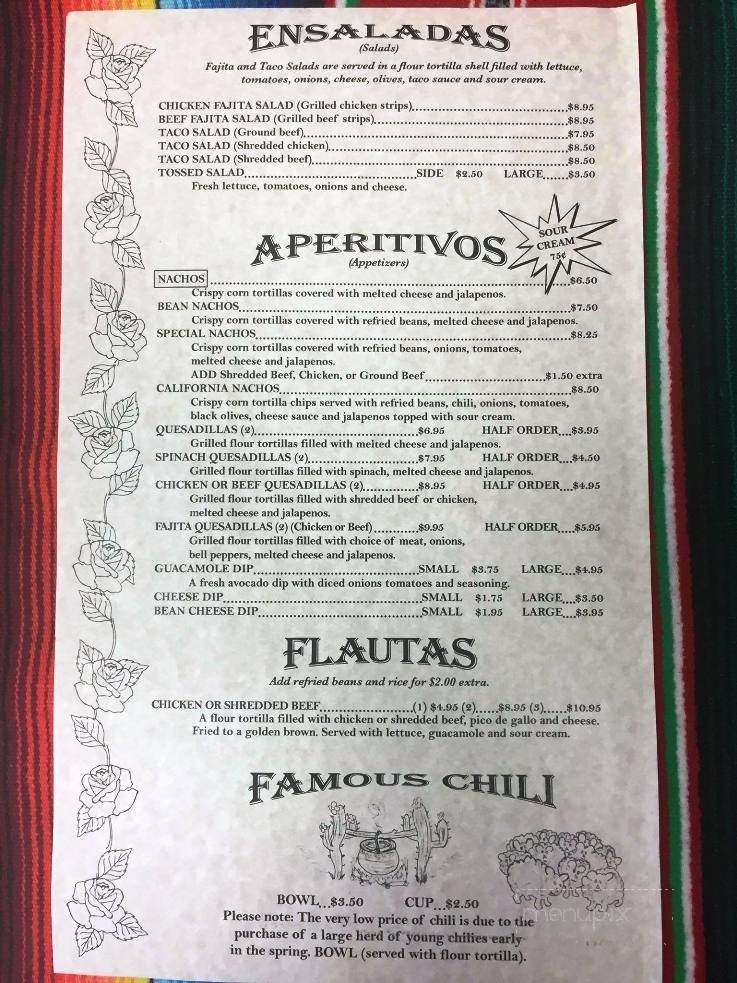 ENSALADAS
(Salads)
Fajita and Taco Salads are served in a flour tortilla shell filled with lettuce,
tomatoes, onions, cheese, olives, taco sauce and sour cream.
CHICKEN FAJITA SALAD (Grilled chicken strips)...$8.95
BEEF FAJITA SALAD (Grilled beef strips)...$8.95
TACO SALAD (Ground beef)...$7.95
TACO SALAD (Shredded chicken)...$8.50
TACO SALAD (Shredded beef)...$8.50
TOSSED SALAD...SIDE $2.50 LARGE...$3.50
Fresh lettuce, tomatoes, onions and cheese.
APERITIVOS
(Appetizers)
SOUR
CREAM
75¢
NACHOS...$6.50
Crispy corn tortillas covered with melted cheese and jalapenos.
BEAN NACHOS...$7.50
Crispy corn tortillas covered with refried beans, melted cheese and jalapenos.
SPECIAL NACHOS...$8.25
Crispy corn tortillas covered with refried beans, onions, tomatoes,
melted cheese and jalapenos.
ADD Shredded Beef, Chicken, or Ground Beef...$1.50 extra
CALIFORNIA NACHOS...$8.50
Crispy corn tortilla chips served with refried beans, chili, onions, tomatoes,
black olives, cheese sauce and jalapenos topped with sour cream.
QUESADILLAS (2)...$6.95 HALF ORDER...$3.95
Grilled flour tortillas filled with melted cheese and jalapenos.
SPINACH QUESADILLAS (2)...$7.95 HALF ORDER...$4.50
Grilled flour tortillas filled with spinach, melted cheese and jalapenos.
CHICKEN OR BEEF QUESADILLAS (2)...$8.95 HALF ORDER...$4.95
Grilled flour tortillas filled with shredded beef or chicken,
melted cheese and jalapenos.
FAJITA QUESADILLAS (2) (Chicken or Beef)...$9.95 HALF ORDER...$5.95
Grilled flour tortillas filled with choice of meat, onions,
bell peppers, melted cheese and jalapenos.
GUACAMOLE DIP...SMALL $3.75 LARGE...$4.95
A fresh avocado dip with diced onions tomatoes and seasoning.
CHEESE DIP...SMALL $1.75 LARGE...$3.50
BEAN CHEESE DIP...SMALL $1.95 LARGE...$3.95
FLAUTAS
Add refried beans and rice for $2.00 extra.
CHICKEN OR SHREDDED BEEF...(1) $4.95 (2)...$8.95 (3)...$10.95
A flour tortilla filled with chicken or shredded beef, pico de gallo and cheese.
Fried to a golden brown. Served with lettuce, guacamole and sour cream.
FAMOUS CHILI
BOWL...$3.50 CUP...$2.50
Please note: The very low price of chili is due to the
purchase of a large herd of young chilies early
in the spring. BOWL (served with flour tortilla).
menupix